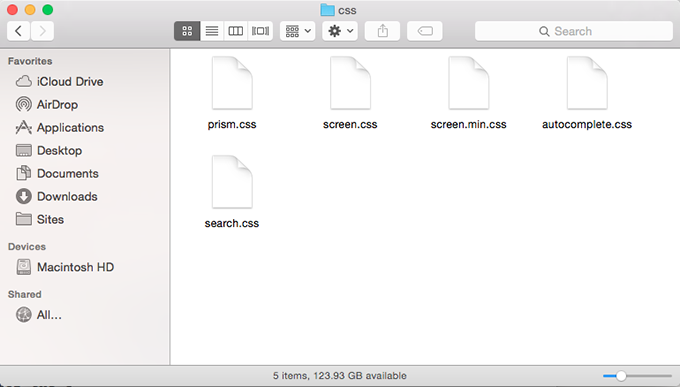 css
Search
Favorites
iCloud Drive
AirDrop
Applications
Desktop
Documents
Downloads
Sites
Devices
Macintosh HD
Shared
All...
prism.css
screen.css
screen.min.css
autocomplete.css
search.css
5 items, 123.93 GB available